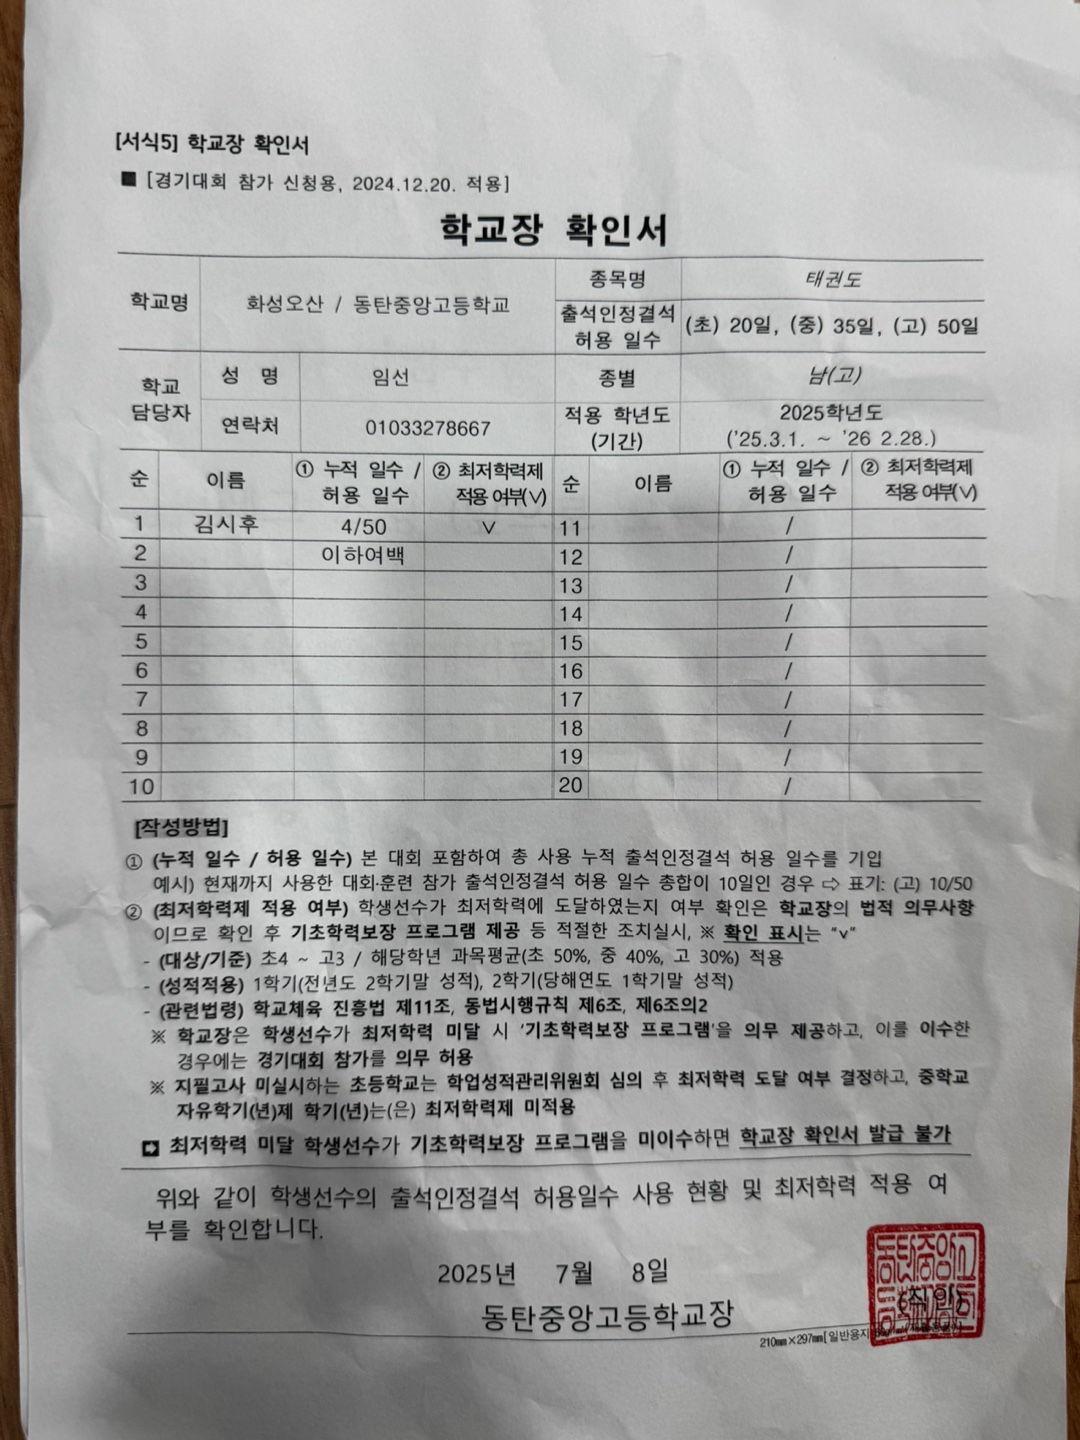 [서식5] 학교장 확인서
■ [경기대회 참가 신청용, 2024.12.20. 적용]
학교장 확인서
학교명 화성오산 / 동탄중앙고등학교 종목명 태권도
출석인정결석 허용 일수 (초) 20일, (중) 35일, (고) 50일
학교 담당자 성 명 임선 종별 남(고)
연락처 01033278667 적용 학년도 (기간) 2025학년도 ('25.3.1. ~ '26 2.28.)
순 이름 ① 누적 일수 / 허용 일수 ② 최저학력제 적용 여부(∨) 순 이름 ① 누적 일수 / 허용 일수 ② 최저학력제 적용 여부(∨)
1 김시후 4/50 ∨ 11 /
2 이하여백 12 /
3 13 /
4 14 /
5 15 /
6 16 /
7 17 /
8 18 /
9 19 /
10 20 /
[작성방법]
① (누적 일수 / 허용 일수) 본 대회 포함하여 총 사용 누적 출석인정결석 허용 일수를 기입
예시) 현재까지 사용한 대회·훈련 참가 출석인정결석 허용 일수 총합이 10일인 경우 ⇨ 표기: (고) 10/50
② (최저학력제 적용 여부) 학생선수가 최저학력에 도달하였는지 여부 확인은 학교장의 법적 의무사항
이므로 확인 후 기초학력보장 프로그램 제공 등 적절한 조치실시, ※ 확인 표시는 "∨"
- (대상/기준) 초4 ~ 고3 / 해당학년 과목평균(초 50%, 중 40%, 고 30%) 적용
- (성적적용) 1학기(전년도 2학기말 성적), 2학기(당해연도 1학기말 성적)
- (관련법령) 학교체육 진흥법 제11조, 동법시행규칙 제6조, 제6조의2
※ 학교장은 학생선수가 최저학력 미달 시 '기초학력보장 프로그램'을 의무 제공하고, 이를 이수한
경우에는 경기대회 참가를 의무 허용
※ 지필고사 미실시하는 초등학교는 학업성적관리위원회 심의 후 최저학력 도달 여부 결정하고, 중학교
자유학기(년)제 학기(년)는(은) 최저학력제 미적용
➡ 최저학력 미달 학생선수가 기초학력보장 프로그램을 미이수하면 학교장 확인서 발급 불가
위와 같이 학생선수의 출석인정결석 허용일수 사용 현황 및 최저학력 적용 여
부를 확인합니다.
2025년 7월 8일
동탄중앙고등학교장 (직인)
210㎜×297㎜[일반용지